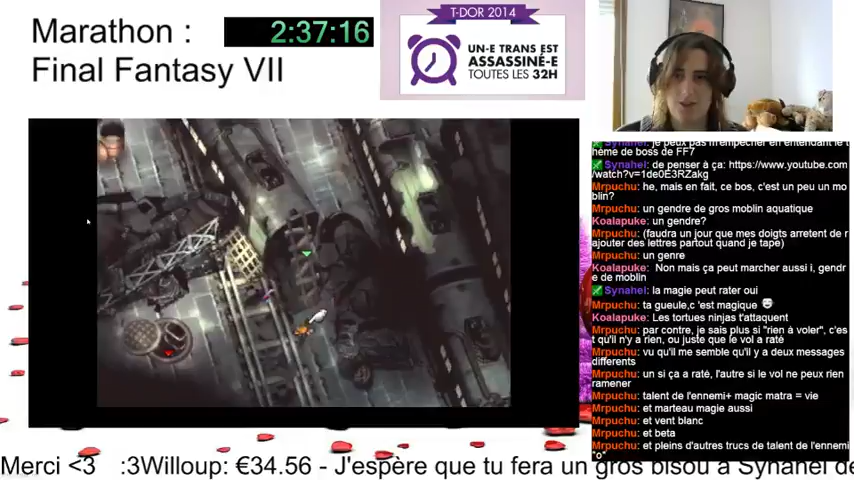 Marathon :
Final Fantasy VII
2:37:16
T-DOR 2014
UN-E TRANS EST
ASSASSINÉ-E
TOUTES LES 32H
Synahel: je peux pas m'empêcher en entendant le t
hème de boss de FF7
Synahel: de penser à ça: https://www.youtube.com
/watch?v=1de0E3RZakg
Mrpuchu: he, mais en fait, ce bos, c'est un peu un mo
blin?
Mrpuchu: un gendre de gros moblin aquatique
Koalapuke: un gendre?
Mrpuchu: (faudra un jour que mes doigts arretent de r
ajouter des lettres partout quand je tape)
Mrpuchu: un genre
Koalapuke: Non mais ça peut marcher aussi i, gendr
e de moblin
Synahel: la magie peut rater oui
Mrpuchu: ta gueule,c 'est magique
Koalapuke: Les tortues ninjas t'attaquent
Mrpuchu: par contre, je sais plus si "rien à voler", c'es
t qu'il n'y a rien, ou juste que le vol a raté
Mrpuchu: vu qu'il me semble qu'il y a deux messages
differents
Mrpuchu: un si ça a raté, l'autre si le vol ne peux rien
ramener
Mrpuchu: talent de l'ennemi+ magic matra = vie
Mrpuchu: et marteau magie aussi
Mrpuchu: et vent blanc
Mrpuchu: et beta
Mrpuchu: et pleins d'autres trucs de talent de l'ennemi
^o^
Merci <3 :3Willoup: €34.56 - J'espère que tu fera un gros bisou à Synahel de